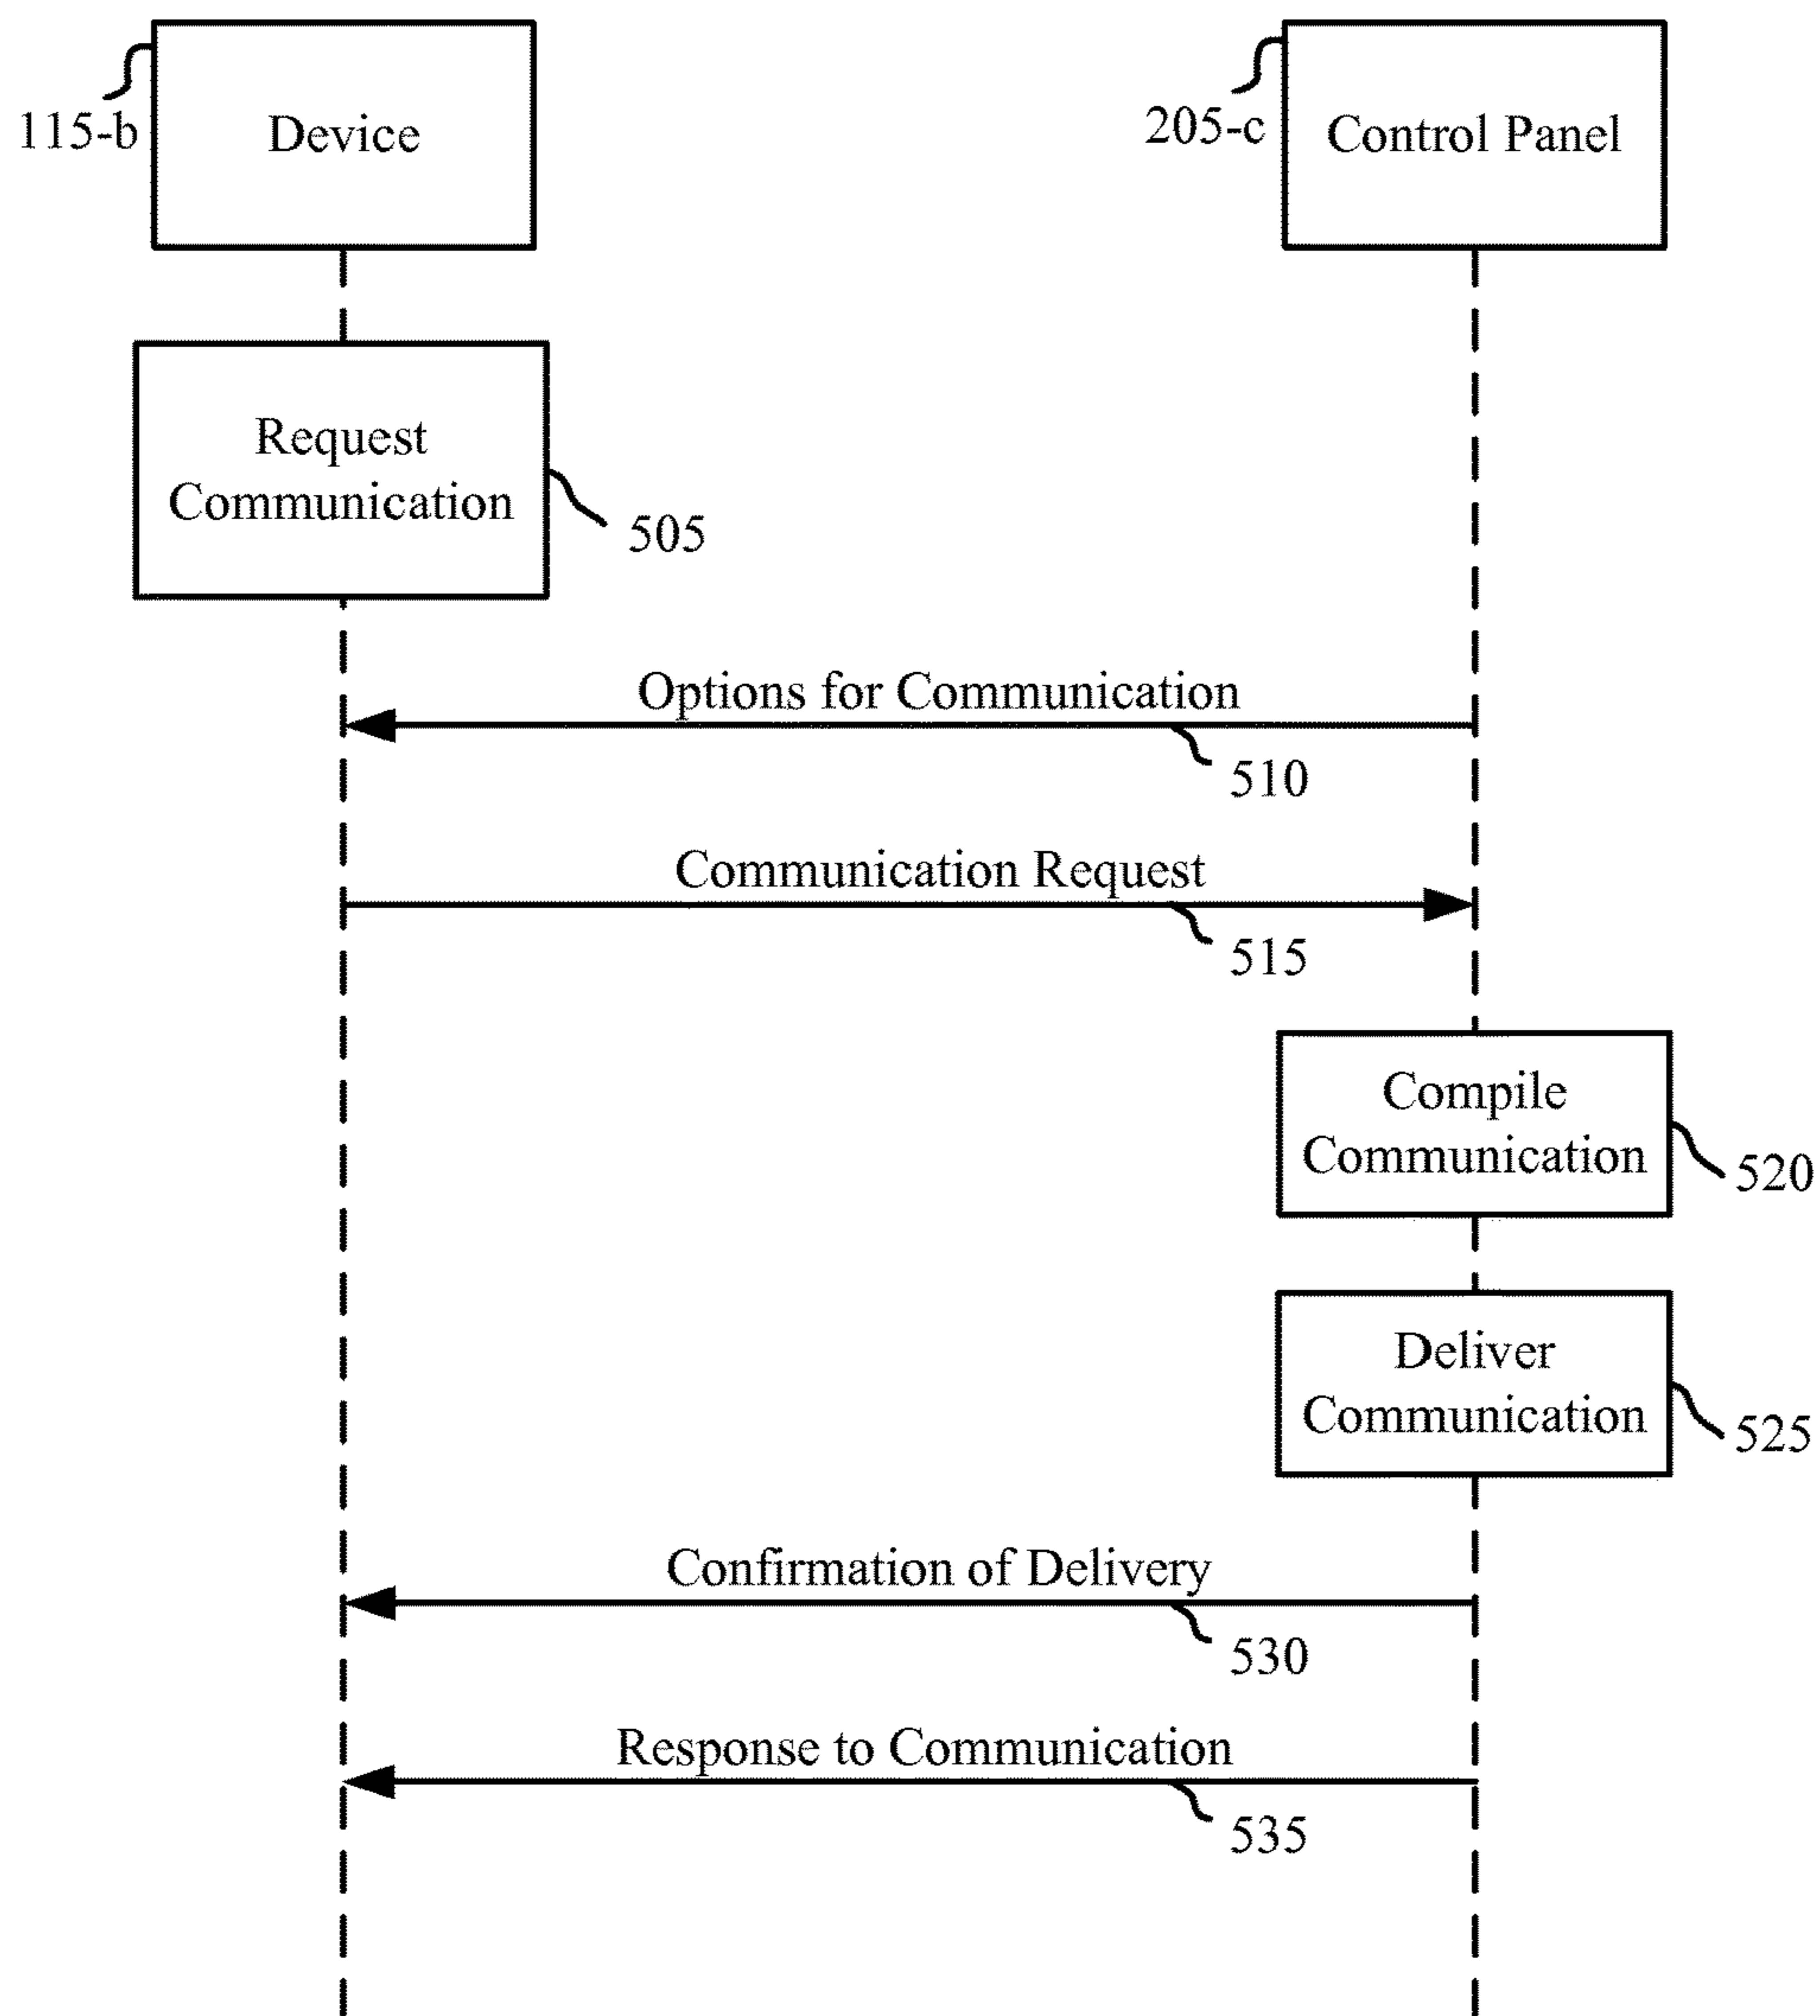 115-b
Device
205-c
Control Panel
Request
Communication
505
Options for Communication
510
Communication Request
515
Compile
Communication
520
Deliver
Communication
525
Confirmation of Delivery
530
Response to Communication
535